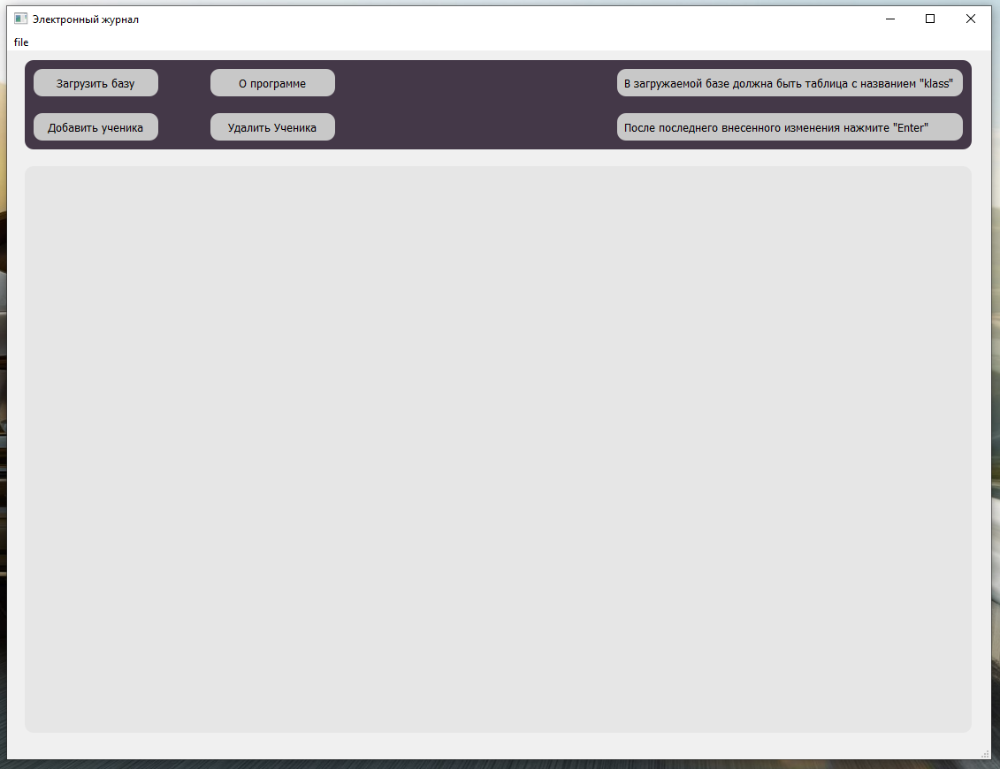 Электронный журнал
file
Загрузить базу
О программе
В загружаемой базе должна быть таблица с названием "klass"
Добавить ученика
Удалить Ученика
После последнего внесенного изменения нажмите "Enter"